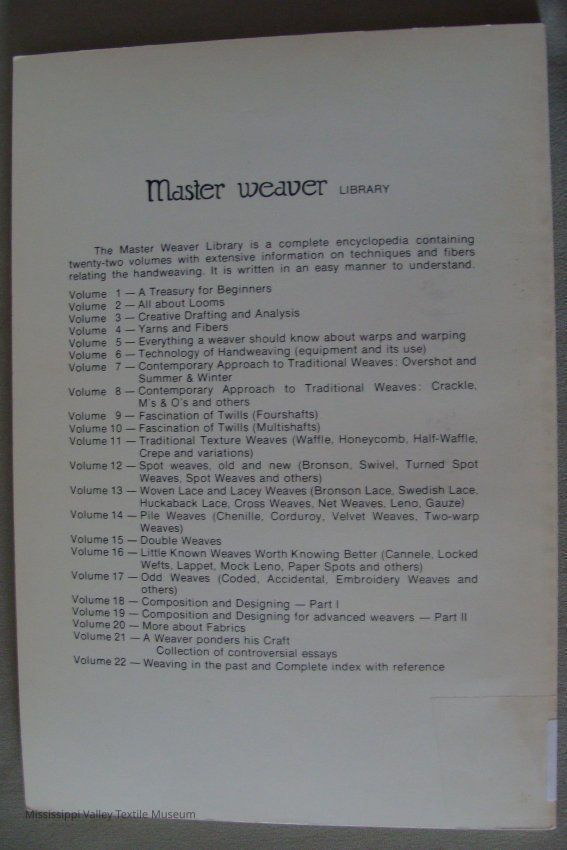 Master weaver LIBRARY
The Master Weaver Library is a complete encyclopedia containing
twenty-two volumes with extensive information on techniques and fibers
relating the handweaving. It is written in an easy manner to understand.
Volume 1 — A Treasury for Beginners
Volume 2 — All about Looms
Volume 3 — Creative Drafting and Analysis
Volume 4 — Yarns and Fibers
Volume 5 — Everything a weaver should know about warps and warping
Volume 6 — Technology of Handweaving (equipment and its use)
Volume 7 — Contemporary Approach to Traditional Weaves: Overshot and
Summer & Winter
Volume 8 — Contemporary Approach to Traditional Weaves: Crackle,
M's & O's and others
Volume 9 — Fascination of Twills (Fourshafts)
Volume 10 — Fascination of Twills (Multishafts)
Volume 11 — Traditional Texture Weaves (Waffle, Honeycomb, Half-Waffle,
Crepe and variations)
Volume 12 — Spot weaves, old and new (Bronson, Swivel, Turned Spot
Weaves, Spot Weaves and others)
Volume 13 — Woven Lace and Lacey Weaves (Bronson Lace, Swedish Lace,
Huckaback Lace, Cross Weaves, Net Weaves, Leno, Gauze)
Volume 14 — Pile Weaves (Chenille, Corduroy, Velvet Weaves, Two-warp
Weaves)
Volume 15 — Double Weaves
Volume 16 — Little Known Weaves Worth Knowing Better (Cannele, Locked
Wefts, Lappet, Mock Leno, Paper Spots and others)
Volume 17 — Odd Weaves (Coded, Accidental, Embroidery Weaves and
others)
Volume 18 — Composition and Designing — Part I
Volume 19 — Composition and Designing for advanced weavers — Part II
Volume 20 — More about Fabrics
Volume 21 — A Weaver ponders his Craft
Collection of controversial essays
Volume 22 — Weaving in the past and Complete index with reference
Mississippi Valley Textile Museum